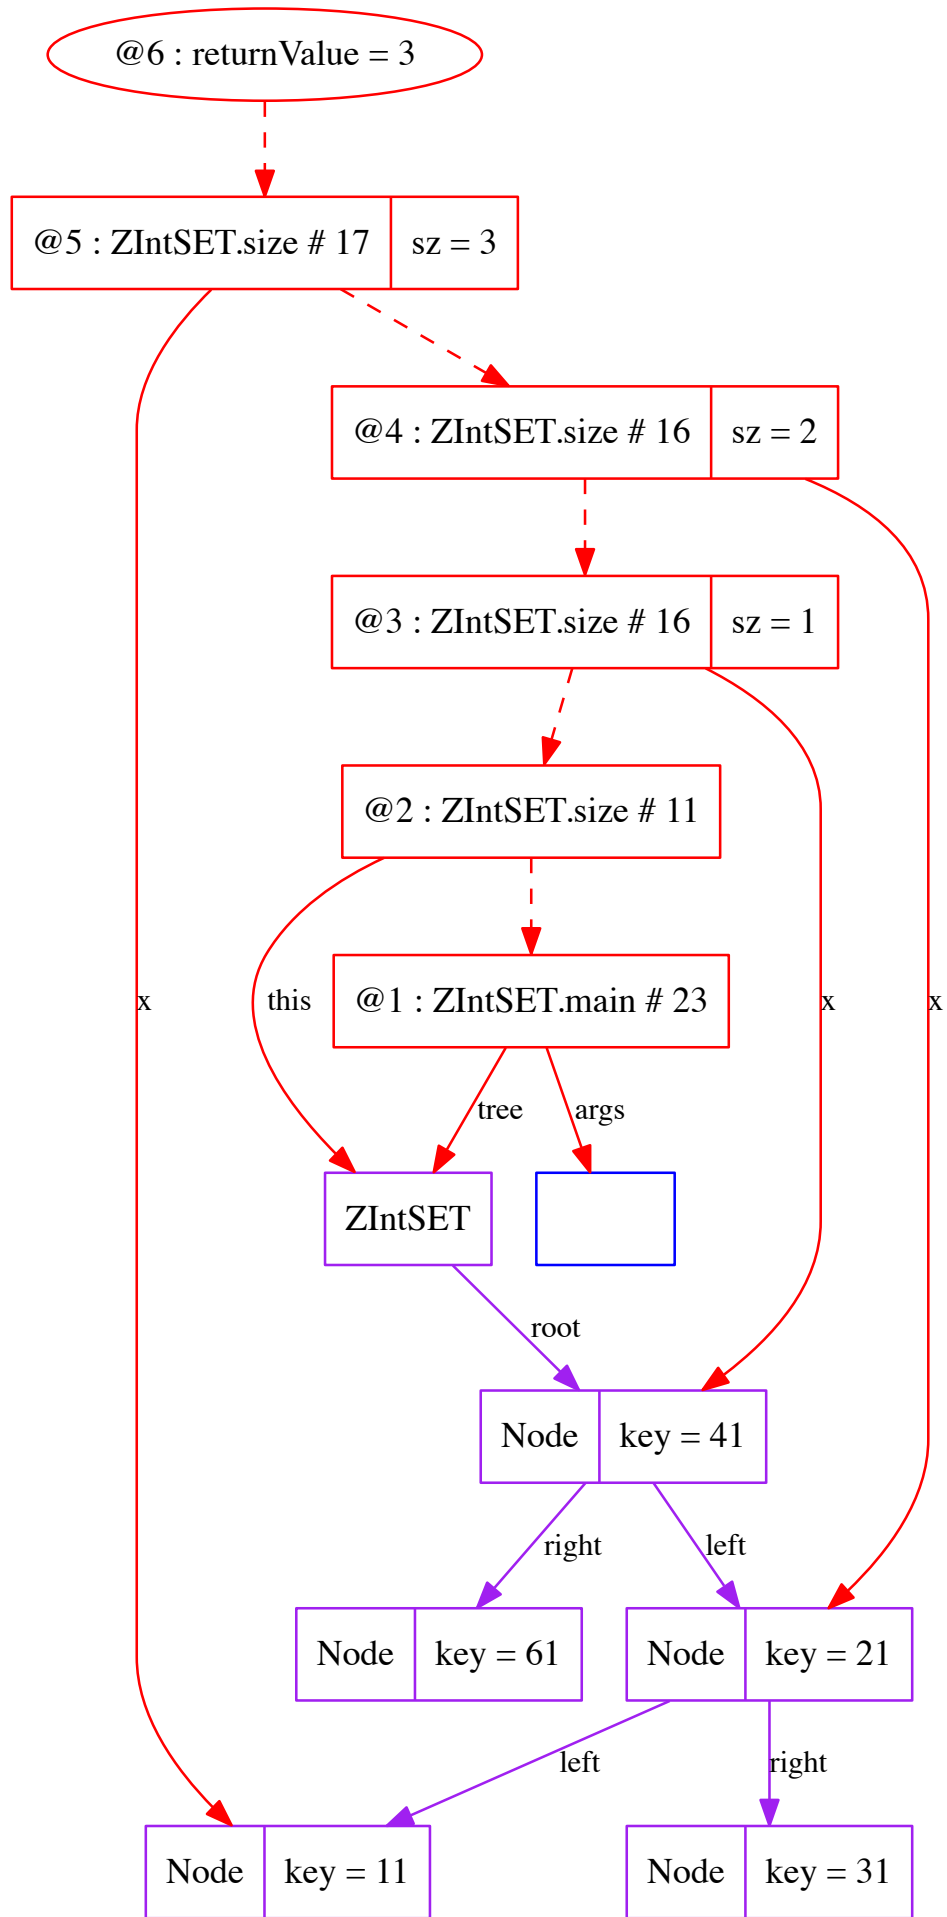 @6 : returnValue = 3
@5 : ZIntSET.size # 17 sz = 3
@4 : ZIntSET.size # 16 sz = 2
@3 : ZIntSET.size # 16 sz = 1
@2 : ZIntSET.size # 11
x this @1 : ZIntSET.main # 23 x x
tree args
ZIntSET
root
Node key = 41
right left
Node key = 61 Node key = 21
left right
Node key = 11 Node key = 31